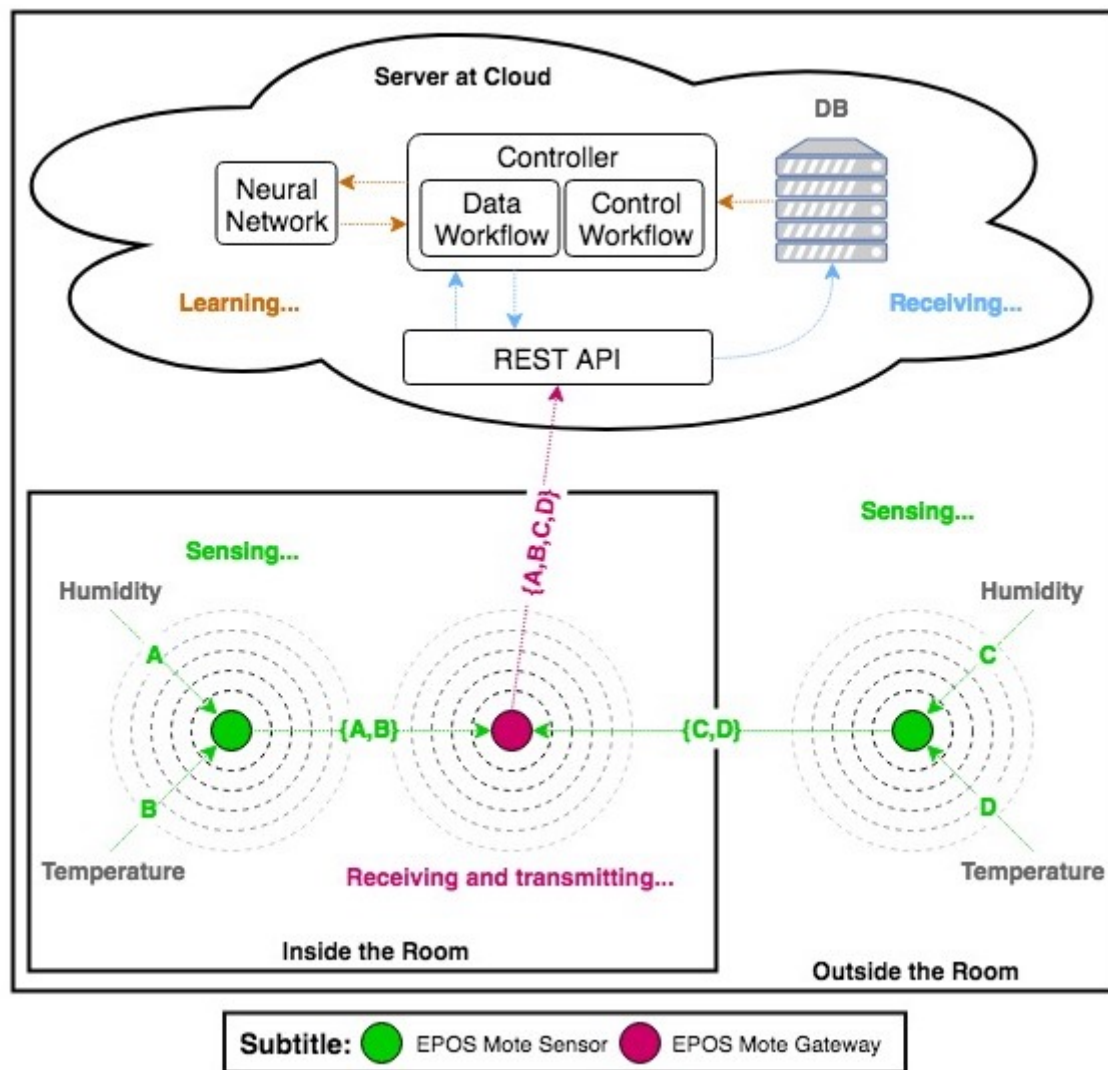 Server at Cloud
DB
Controller
Neural
Network
Data
Workflow
Control
Workflow
Learning...
Receiving...
REST API
{A,B,C,D}
Sensing...
Sensing...
Humidity
Humidity
A
C
{A,B}
{C,D}
B
D
Temperature
Receiving and transmitting...
Temperature
Inside the Room
Outside the Room
Subtitle: EPOS Mote Sensor EPOS Mote Gateway